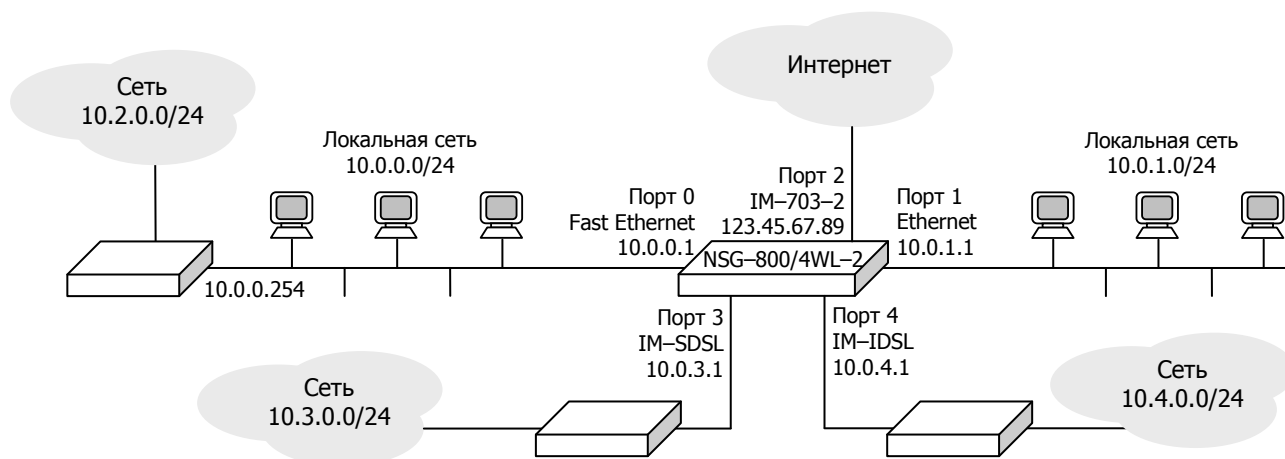 Сеть
10.2.0.0/24
Интернет
Локальная сеть
10.0.0.0/24
Локальная сеть
10.0.1.0/24
Порт 0
Fast Ethernet
10.0.0.1
Порт 2
IM–703–2
123.45.67.89
Порт 1
Ethernet
10.0.1.1
NSG–800/4WL–2
10.0.0.254
Порт 3
IM–SDSL
10.0.3.1
Порт 4
IM–IDSL
10.0.4.1
Сеть
10.3.0.0/24
Сеть
10.4.0.0/24